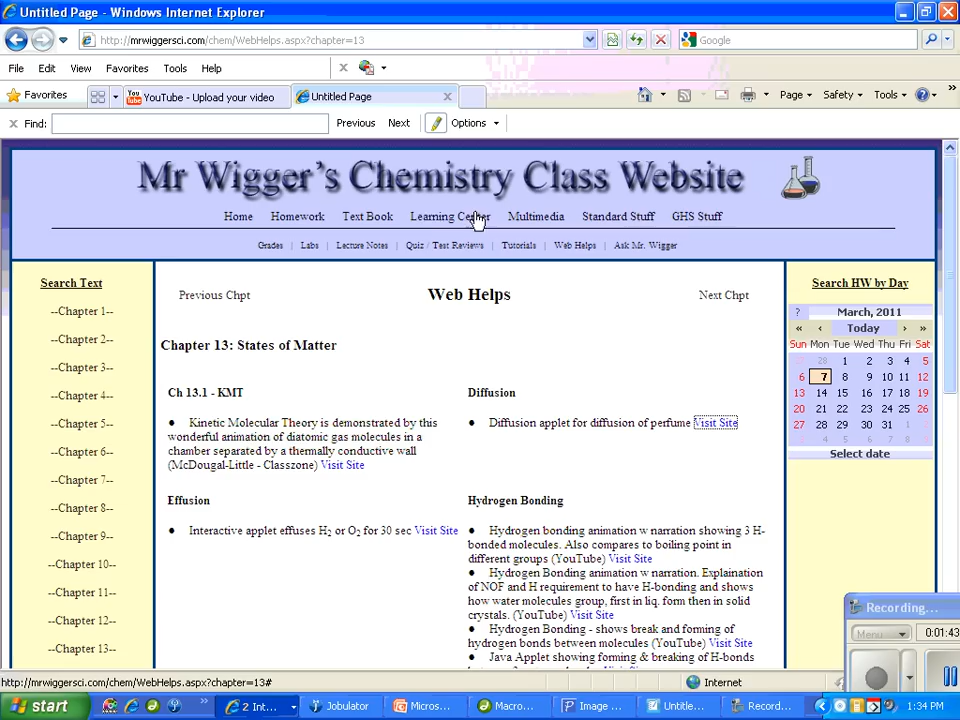 Untitled Page - Windows Internet Explorer
http://mrwiggersci.com/chem/WebHelps.aspx?chapter=13
Google
File Edit View Favorites Tools Help
Favorites
YouTube - Upload your video
Untitled Page
Page
Safety
Tools
Find:
Previous Next Options
Mr Wigger's Chemistry Class Website
Home Homework Text Book Learning Center Multimedia Standard Stuff GHS Stuff
Grades | Labs | Lecture Notes | Quiz / Test Reviews | Tutorials | Web Helps | Ask Mr. Wigger
Search Text
--Chapter 1--
--Chapter 2--
--Chapter 3--
--Chapter 4--
--Chapter 5--
--Chapter 6--
--Chapter 7--
--Chapter 8--
--Chapter 9--
--Chapter 10--
--Chapter 11--
--Chapter 12--
--Chapter 13--
Previous Chpt
Web Helps
Next Chpt
Chapter 13: States of Matter
Ch 13.1 - KMT
● Kinetic Molecular Theory is demonstrated by this
wonderful animation of diatomic gas molecules in a
chamber separated by a thermally conductive wall
(McDougal-Little - Classzone) Visit Site
Diffusion
● Diffusion applet for diffusion of perfume Visit Site
Effusion
● Interactive applet effuses H2 or O2 for 30 sec Visit Site
Hydrogen Bonding
● Hydrogen bonding animation w narration showing 3 H-
bonded molecules. Also compares to boiling point in
different groups (YouTube) Visit Site
● Hydrogen Bonding animation w narration. Explaination
of NOF and H requirement to have H-bonding and shows
how water molecules group, first in liq. form then in solid
crystals. (YouTube) Visit Site
● Hydrogen Bonding - shows break and forming of
hydrogen bonds between molecules (YouTube) Visit Site
● Java Applet showing forming & breaking of H-bonds
Search HW by Day
? March, 2011
« ‹ Today › »
Sun Mon Tue Wed Thu Fri Sat
28 1 2 3 4 5
6 7 8 9 10 11 12
13 14 15 16 17 18 19
20 21 22 23 24 25 26
27 28 29 30 31 1
4 5 6 7 8
Select date
Recording...
Menu
0:01:43
http://mrwiggersci.com/chem/WebHelps.aspx?chapter=13#
Internet
start
2 Int...
Jobulator
Micros...
Macro...
Image ...
Untitle...
Record...
1:34 PM